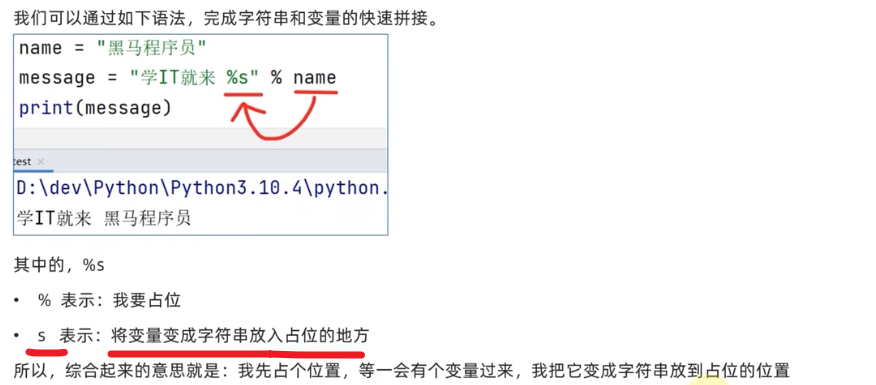 我们可以通过如下语法，完成字符串和变量的快速拼接。
name = "黑马程序员"
message = "学IT就来 %s" % name
print(message)
test ×
D:\dev\Python\Python3.10.4\python.
学IT就来 黑马程序员
其中的，%s
• % 表示：我要占位
• s 表示：将变量变成字符串放入占位的地方
所以，综合起来的意思就是：我先占个位置，等一会有个变量过来，我把它变成字符串放到占位的位置